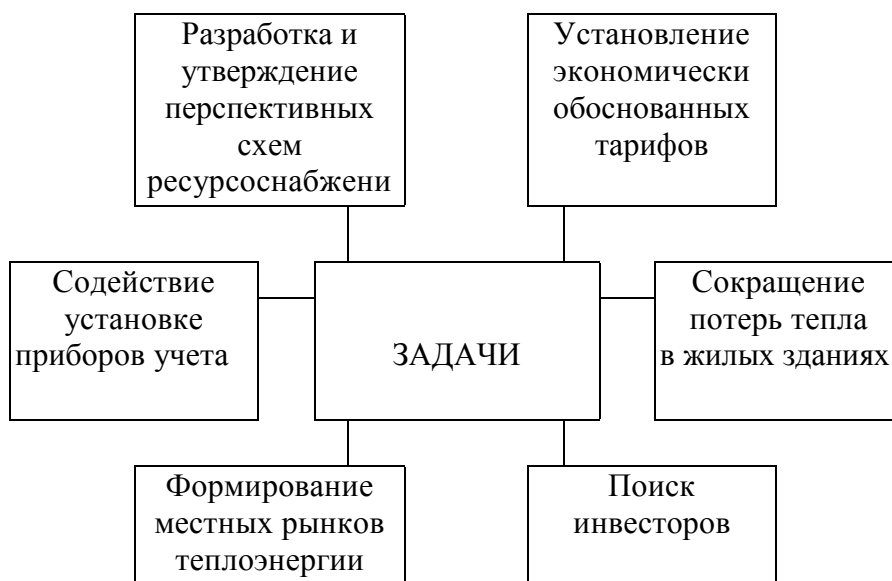 Разработка и
утверждение
перспективных
схем
ресурсоснабжени
Установление
экономически
обоснованных
тарифов
Содействие
установке
приборов учета
ЗАДАЧИ
Сокращение
потерь тепла
в жилых зданиях
Формирование
местных рынков
теплоэнергии
Поиск
инвесторов